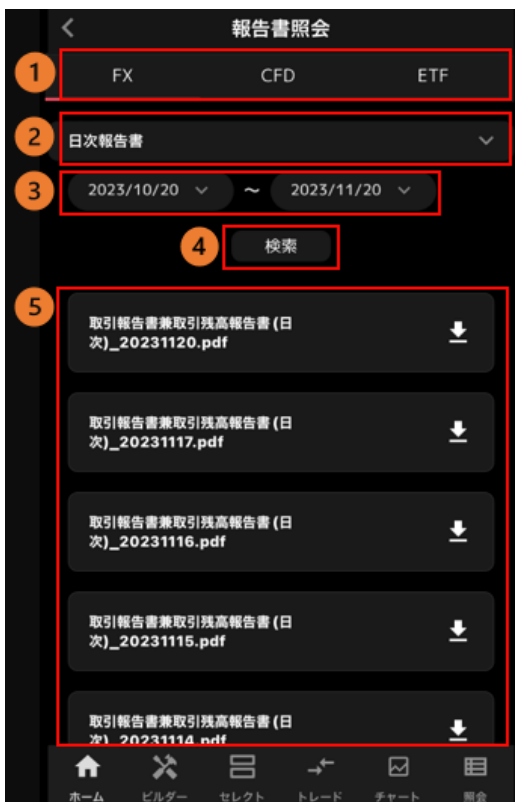 報告書照会
1 FX CFD ETF
2 日次報告書
3 2023/10/20 ～ 2023/11/20
4 検索
5
取引報告書兼取引残高報告書 (日
次)_20231120.pdf
取引報告書兼取引残高報告書 (日
次)_20231117.pdf
取引報告書兼取引残高報告書 (日
次)_20231116.pdf
取引報告書兼取引残高報告書 (日
次)_20231115.pdf
取引報告書兼取引残高報告書 (日
次)_20231114.pdf
ホーム ビルダー セレクト トレード チャート 照会